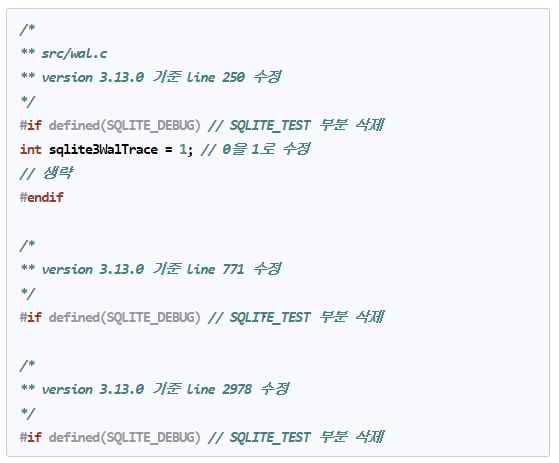 /*
** src/wal.c
** version 3.13.0 기준 line 250 수정
*/
#if defined(SQLITE_DEBUG) // SQLITE_TEST 부분 삭제
int sqlite3WalTrace = 1; // 0을 1로 수정
// 생략
#endif
/*
** version 3.13.0 기준 line 771 수정
*/
#if defined(SQLITE_DEBUG) // SQLITE_TEST 부분 삭제
/*
** version 3.13.0 기준 line 2978 수정
*/
#if defined(SQLITE_DEBUG) // SQLITE_TEST 부분 삭제